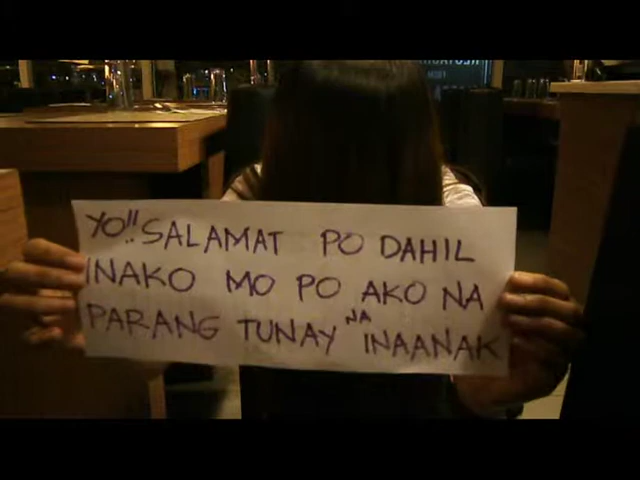 YO!! SALAMAT PO DAHIL
INAKO MO PO AKO NA
PARANG TUNAY NA INAANAK